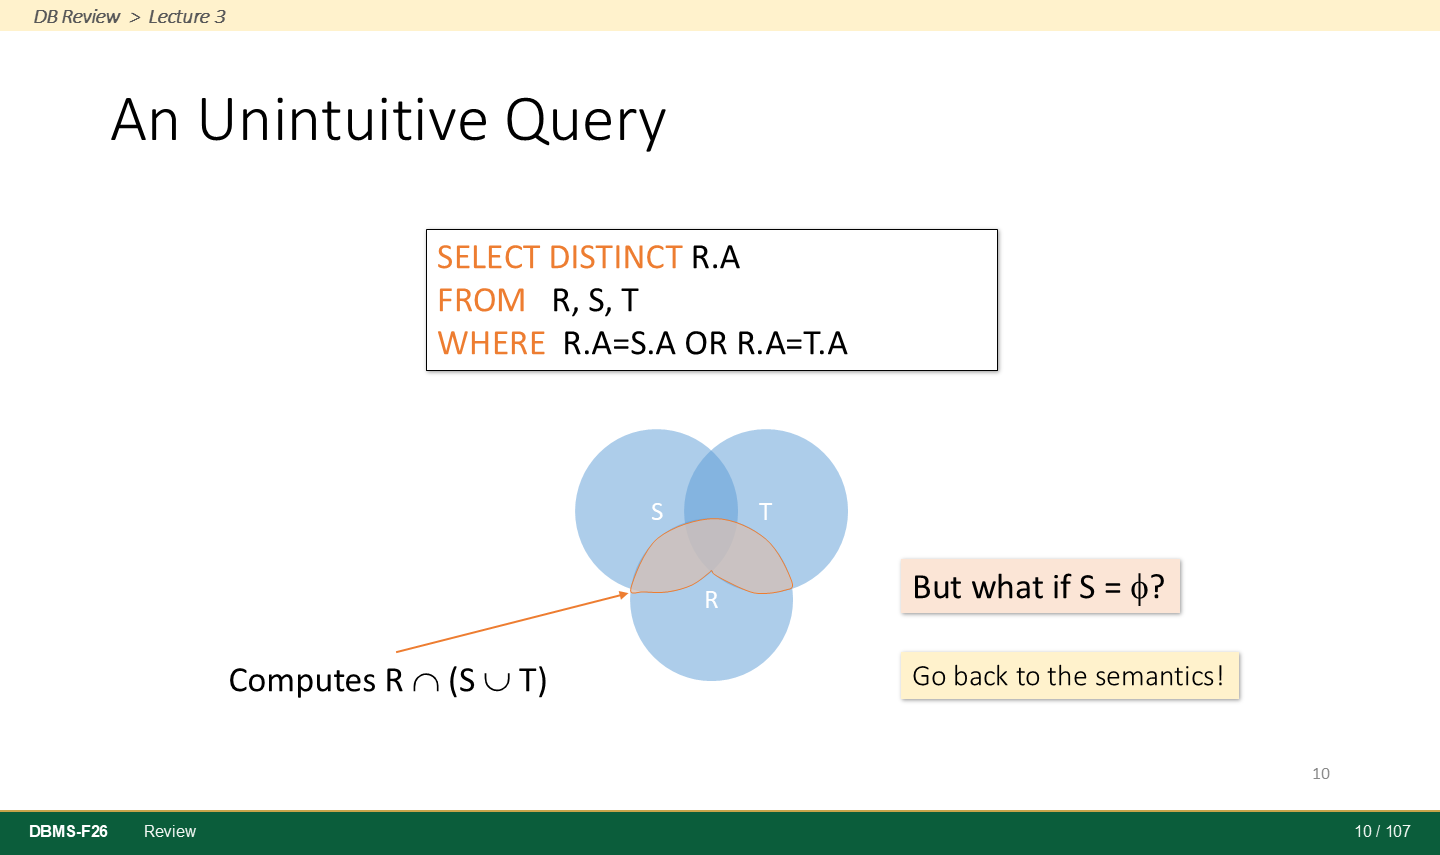 DB Review > Lecture 3
An Unintuitive Query
SELECT DISTINCT R.A
FROM R, S, T
WHERE R.A=S.A OR R.A=T.A
S
T
R
But what if S = ϕ?
Computes R ∩ (S ∪ T)
Go back to the semantics!
10
DBMS-F26 Review 10 / 107